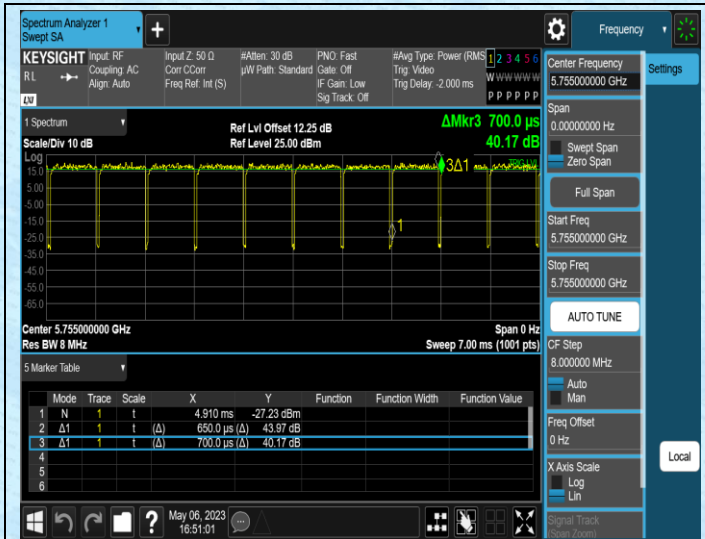 Spectrum Analyzer 1
Swept SA
+
Frequency
KEYSIGHT
RL
LXI
Input: RF
Coupling: AC
Align: Auto
Input Z: 50 Ω
Corr CCorr
Freq Ref: Int (S)
#Atten: 30 dB
µW Path: Standard
PNO: Fast
Gate: Off
IF Gain: Low
Sig Track: Off
#Avg Type: Power (RMS
Trig: Video
Trig Delay: -2.000 ms
1 2 3 4 5 6
W W W W W W
P P P P P P
1 Spectrum
Scale/Div 10 dB
Log
Ref Lvl Offset 12.25 dB
Ref Level 25.00 dBm
ΔMkr3 700.0 µs
40.17 dB
15.0
5.00
-5.00
-15.0
-25.0
-35.0
-45.0
-55.0
-65.0
3Δ1
1
Center 5.755000000 GHz
Res BW 8 MHz
Span 0 Hz
Sweep 7.00 ms (1001 pts)
5 Marker Table
Mode Trace Scale X Y Function Function Width Function Value
1 N 1 t 4.910 ms -27.23 dBm
2 Δ1 1 t (Δ) 650.0 µs (Δ) 43.97 dB
3 Δ1 1 t (Δ) 700.0 µs (Δ) 40.17 dB
4
5
6
?
May 06, 2023
16:51:01
Center Frequency
5.755000000 GHz
Span
0.00000000 Hz
Swept Span
Zero Span
Full Span
Start Freq
5.755000000 GHz
Stop Freq
5.755000000 GHz
AUTO TUNE
CF Step
8.000000 MHz
Auto
Man
Freq Offset
0 Hz
X Axis Scale
Log
Lin
Signal Track
(Span Zoom)
Settings
Local